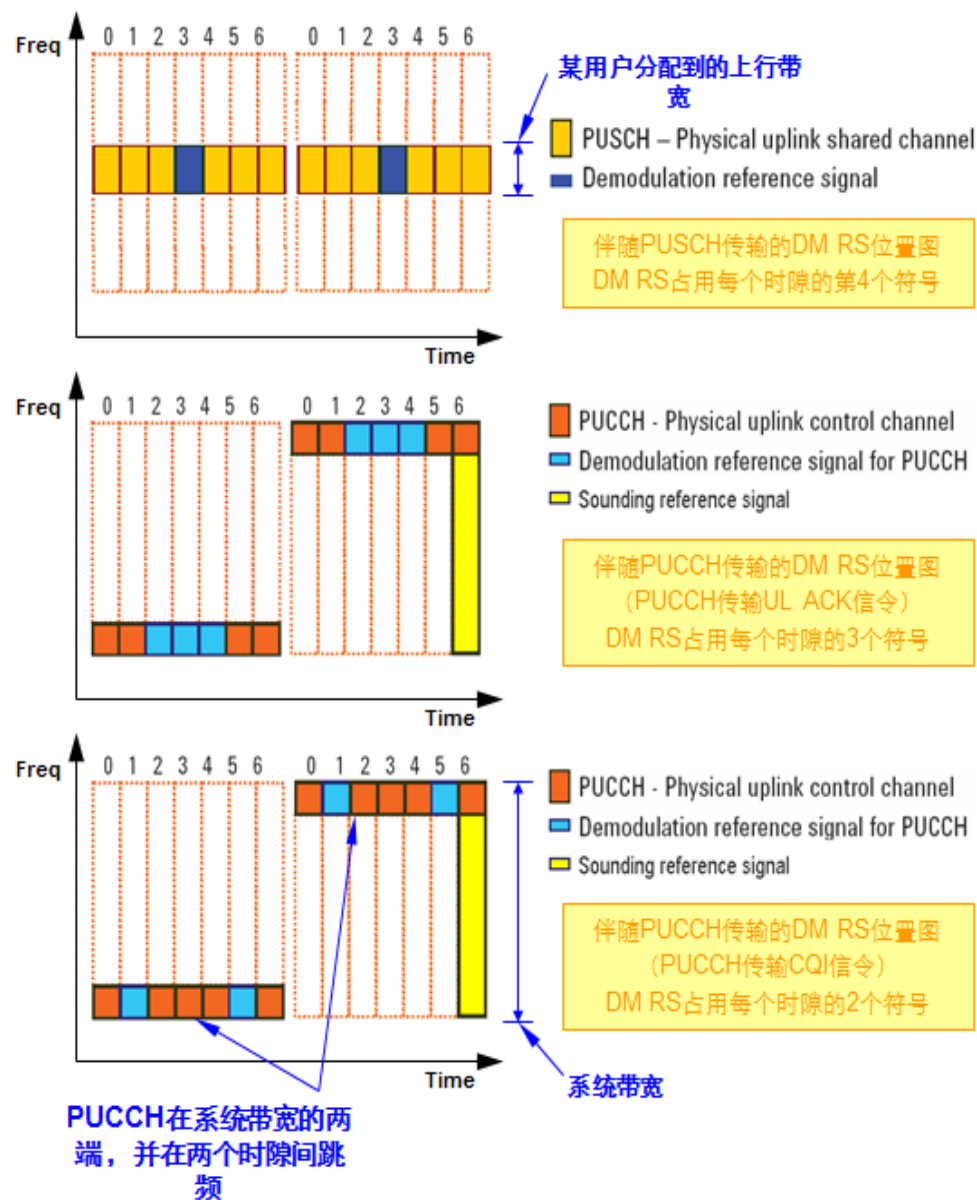 Freq
0 1 2 3 4 5 6
0 1 2 3 4 5 6
某用户分配到的上行带
宽
PUSCH – Physical uplink shared channel
Demodulation reference signal
伴随PUSCH传输的DM RS位置图
DM RS占用每个时隙的第4个符号
Time
Freq
0 1 2 3 4 5 6
0 1 2 3 4 5 6
PUCCH - Physical uplink control channel
Demodulation reference signal for PUCCH
Sounding reference signal
伴随PUCCH传输的DM RS位置图
(PUCCH传输UL ACK信令)
DM RS占用每个时隙的3个符号
Time
Freq
0 1 2 3 4 5 6
0 1 2 3 4 5 6
PUCCH - Physical uplink control channel
Demodulation reference signal for PUCCH
Sounding reference signal
伴随PUCCH传输的DM RS位置图
(PUCCH传输CQI信令)
DM RS占用每个时隙的2个符号
Time
系统带宽
PUCCH在系统带宽的两
端，并在两个时隙间跳
频